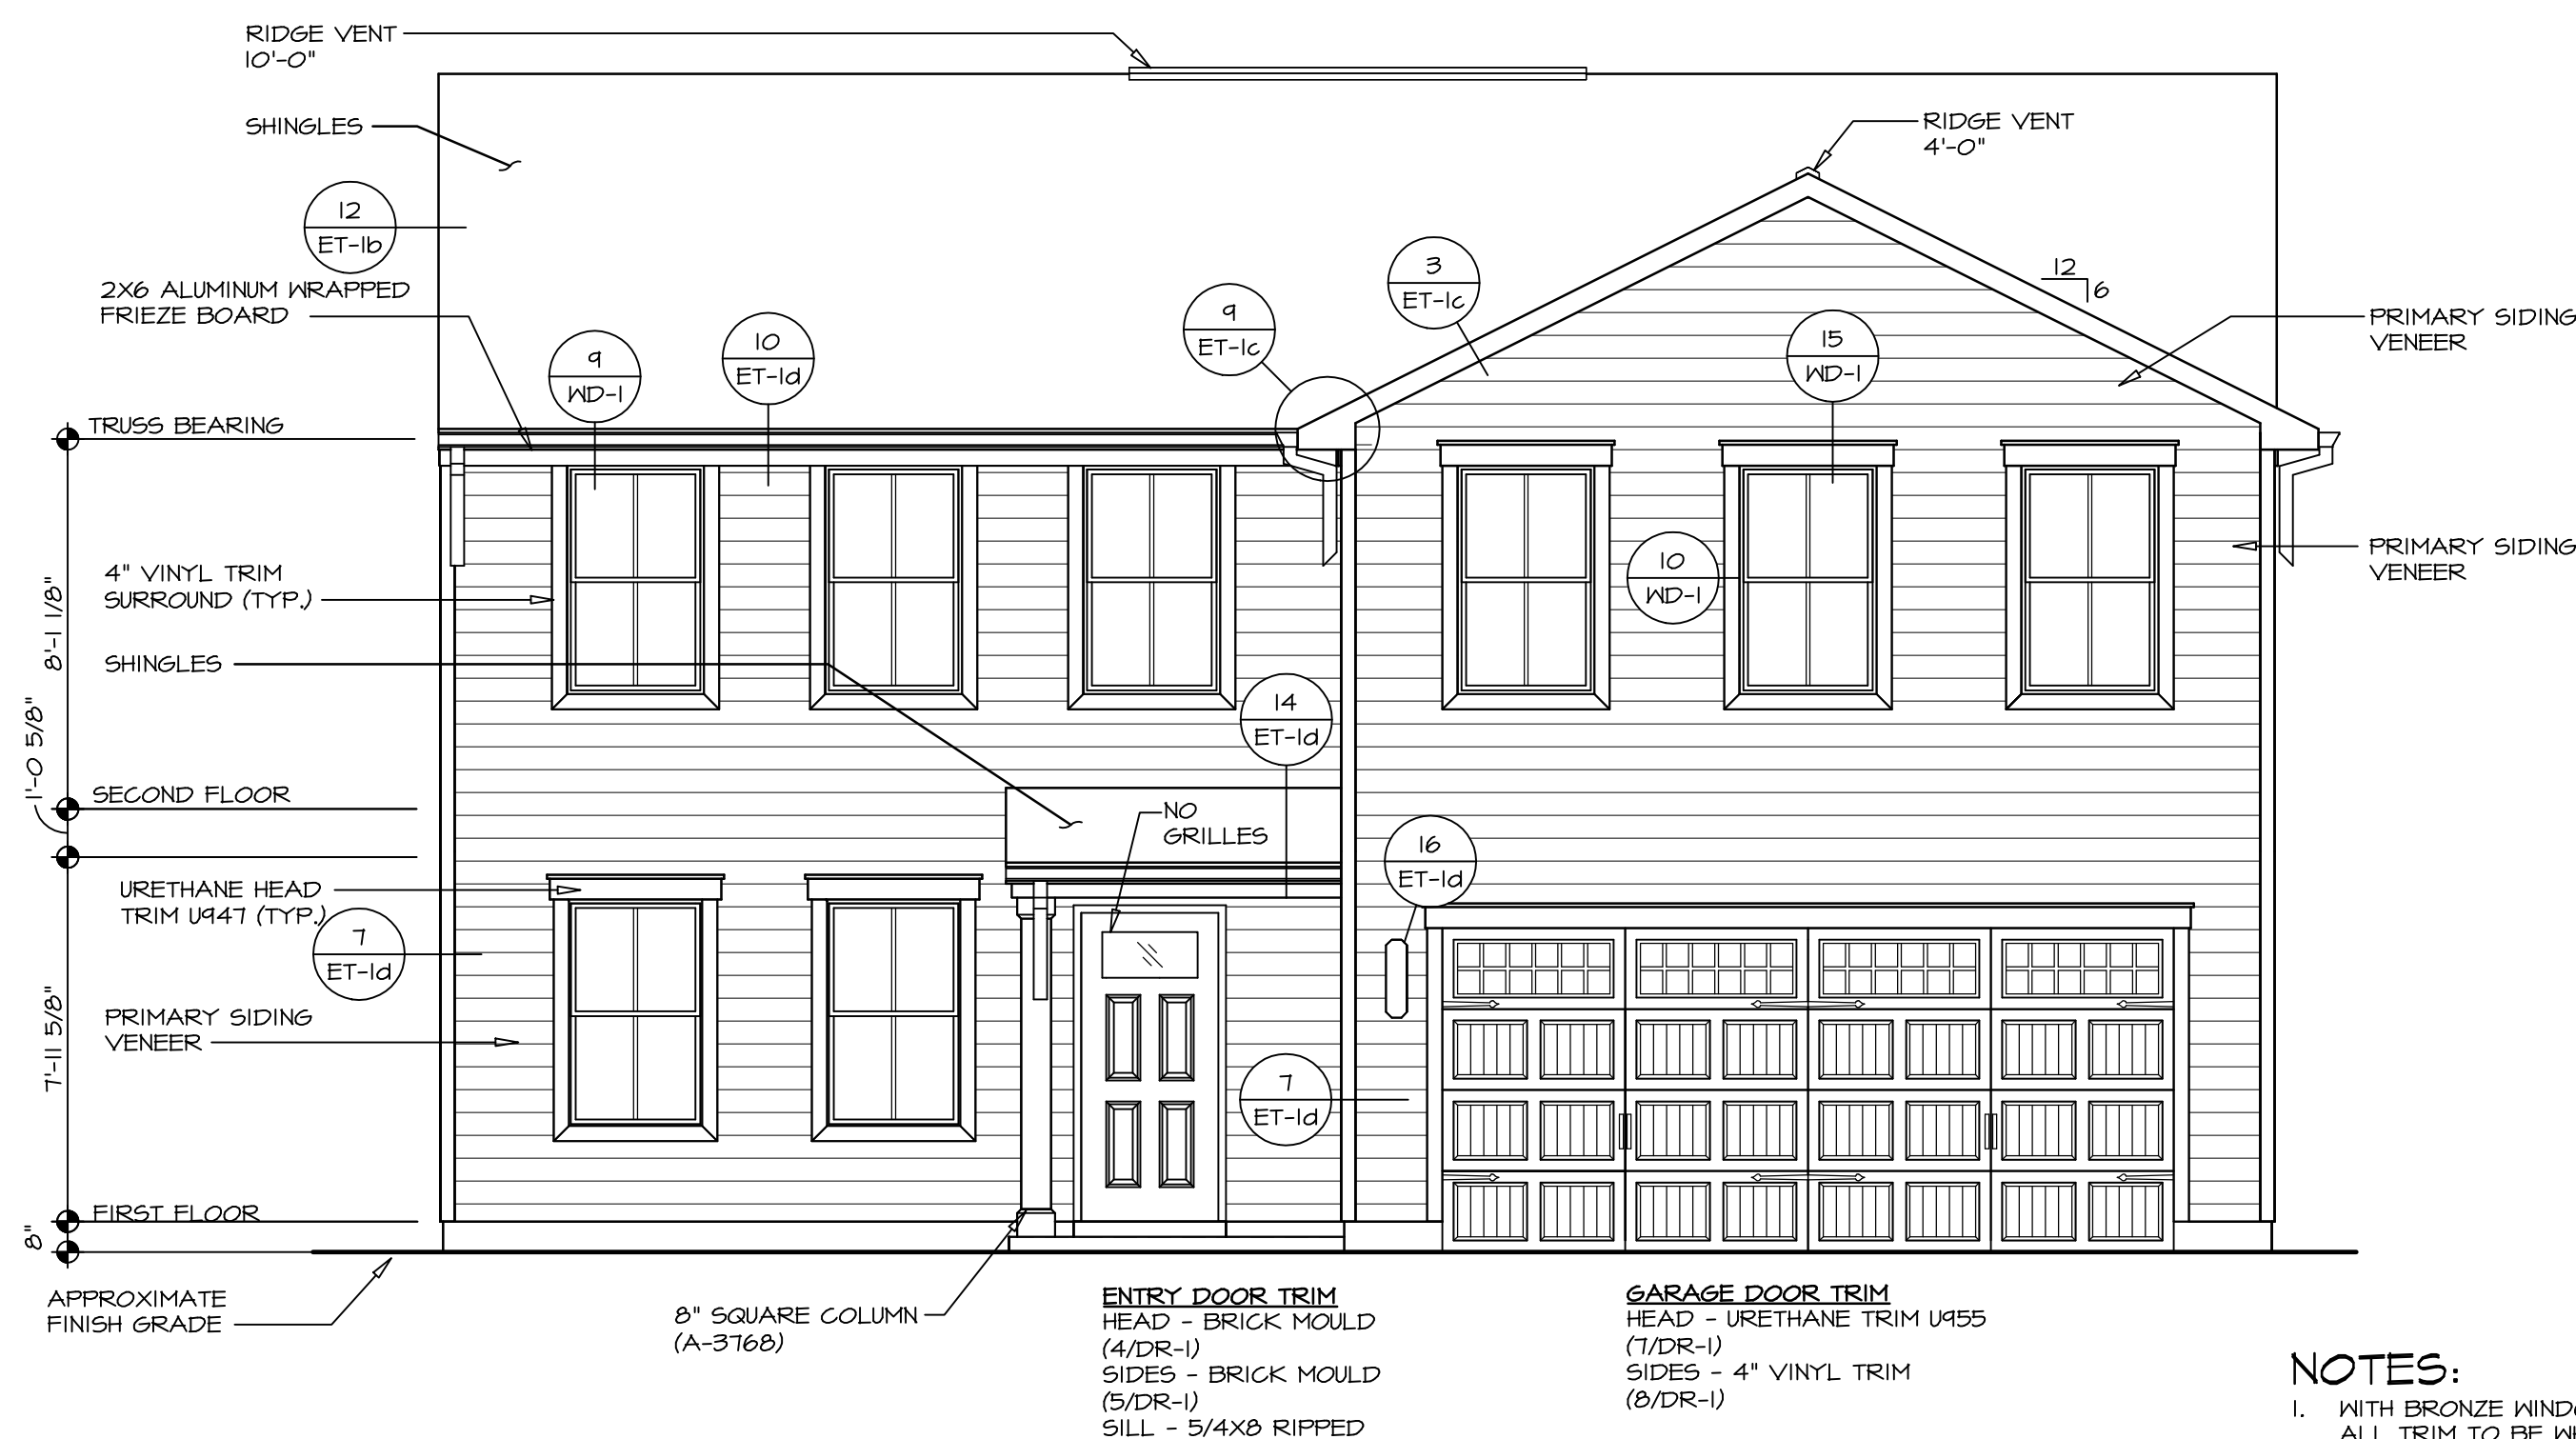 RIDGE VENT
10'-0"
SHINGLES
RIDGE VENT
4'-0"
12
ET-1b
2X6 ALUMINUM WRAPPED
FRIEZE BOARD
9
WD-1
10
ET-1d
9
ET-1c
3
ET-1c
12
6
15
WD-1
PRIMARY SIDING
VENEER
TRUSS BEARING
8'-1 1/8"
4" VINYL TRIM
SURROUND (TYP.)
10
WD-1
PRIMARY SIDING
VENEER
SHINGLES
14
ET-1d
1'-0 5/8"
SECOND FLOOR
NO
GRILLES
16
ET-1d
URETHANE HEAD
TRIM U947 (TYP.)
7
ET-1d
7'-11 5/8"
PRIMARY SIDING
VENEER
7
ET-1d
FIRST FLOOR
8"
APPROXIMATE
FINISH GRADE
8" SQUARE COLUMN
(A-3768)
ENTRY DOOR TRIM
HEAD - BRICK MOULD
(4/DR-1)
SIDES - BRICK MOULD
(5/DR-1)
SILL - 5/4X8 RIPPED
GARAGE DOOR TRIM
HEAD - URETHANE TRIM U955
(7/DR-1)
SIDES - 4" VINYL TRIM
(8/DR-1)
NOTES:
1. WITH BRONZE
ALL TRIM TO BE